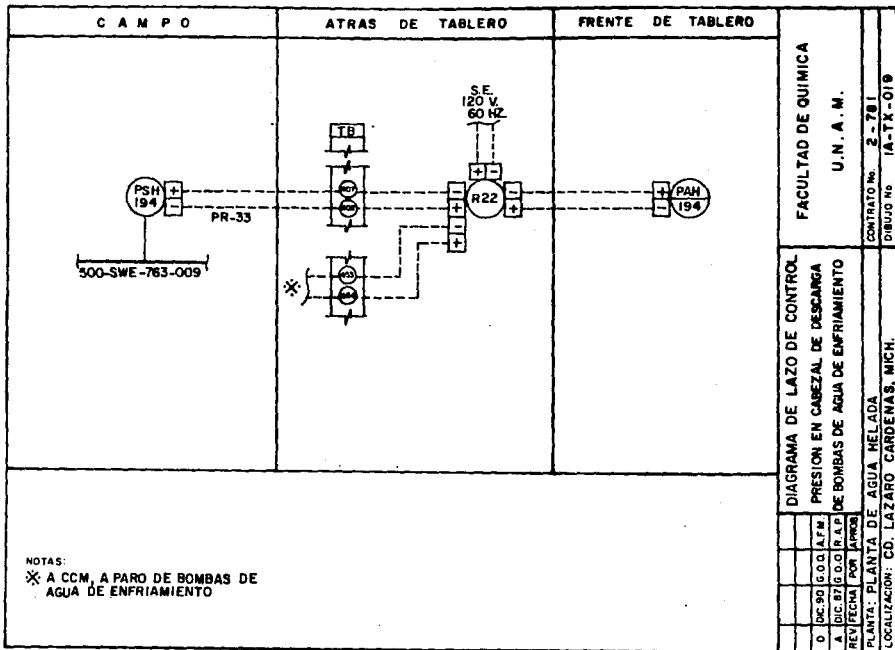 C A M P O
ATRAS DE TABLERO
FRENTE DE TABLERO
S.E.
120 V.
60 HZ
TB
PSH
194
+
-
PR-33
500-SWE-763-009
+
-
-
+
R22
-
+
-
+
+
-
PAH
194
※
NOTAS:
※ A CCM, A PARO DE BOMBAS DE
AGUA DE ENFRIAMIENTO
FACULTAD DE QUIMICA
U. N. A. M.
CONTRATO No. 2 - 781
DIBUJO No IA-TX-019
DIAGRAMA DE LAZO DE CONTROL
PRESION EN CABEZAL DE DESCARGA
DE BOMBAS DE AGUA DE ENFRIAMIENTO
O DIC.90 G.O.O. A.F.M.
A DIC.87 G.O.O. R.A.P.
REV FECHA POR APROB.
PLANTA: PLANTA DE AGUA HELADA
LOCALIZACION: CD. LAZARO CARDENAS, MICH.